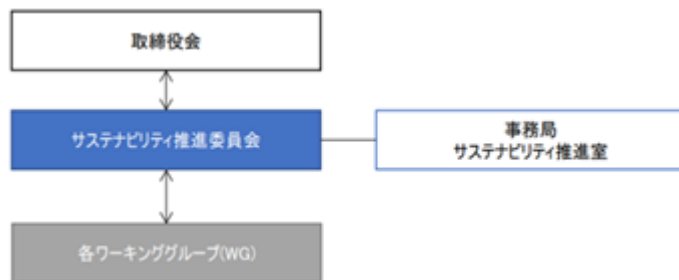 取締役会
サステナビリティ推進委員会
事務局
サステナビリティ推進室
各ワーキンググループ(WG)